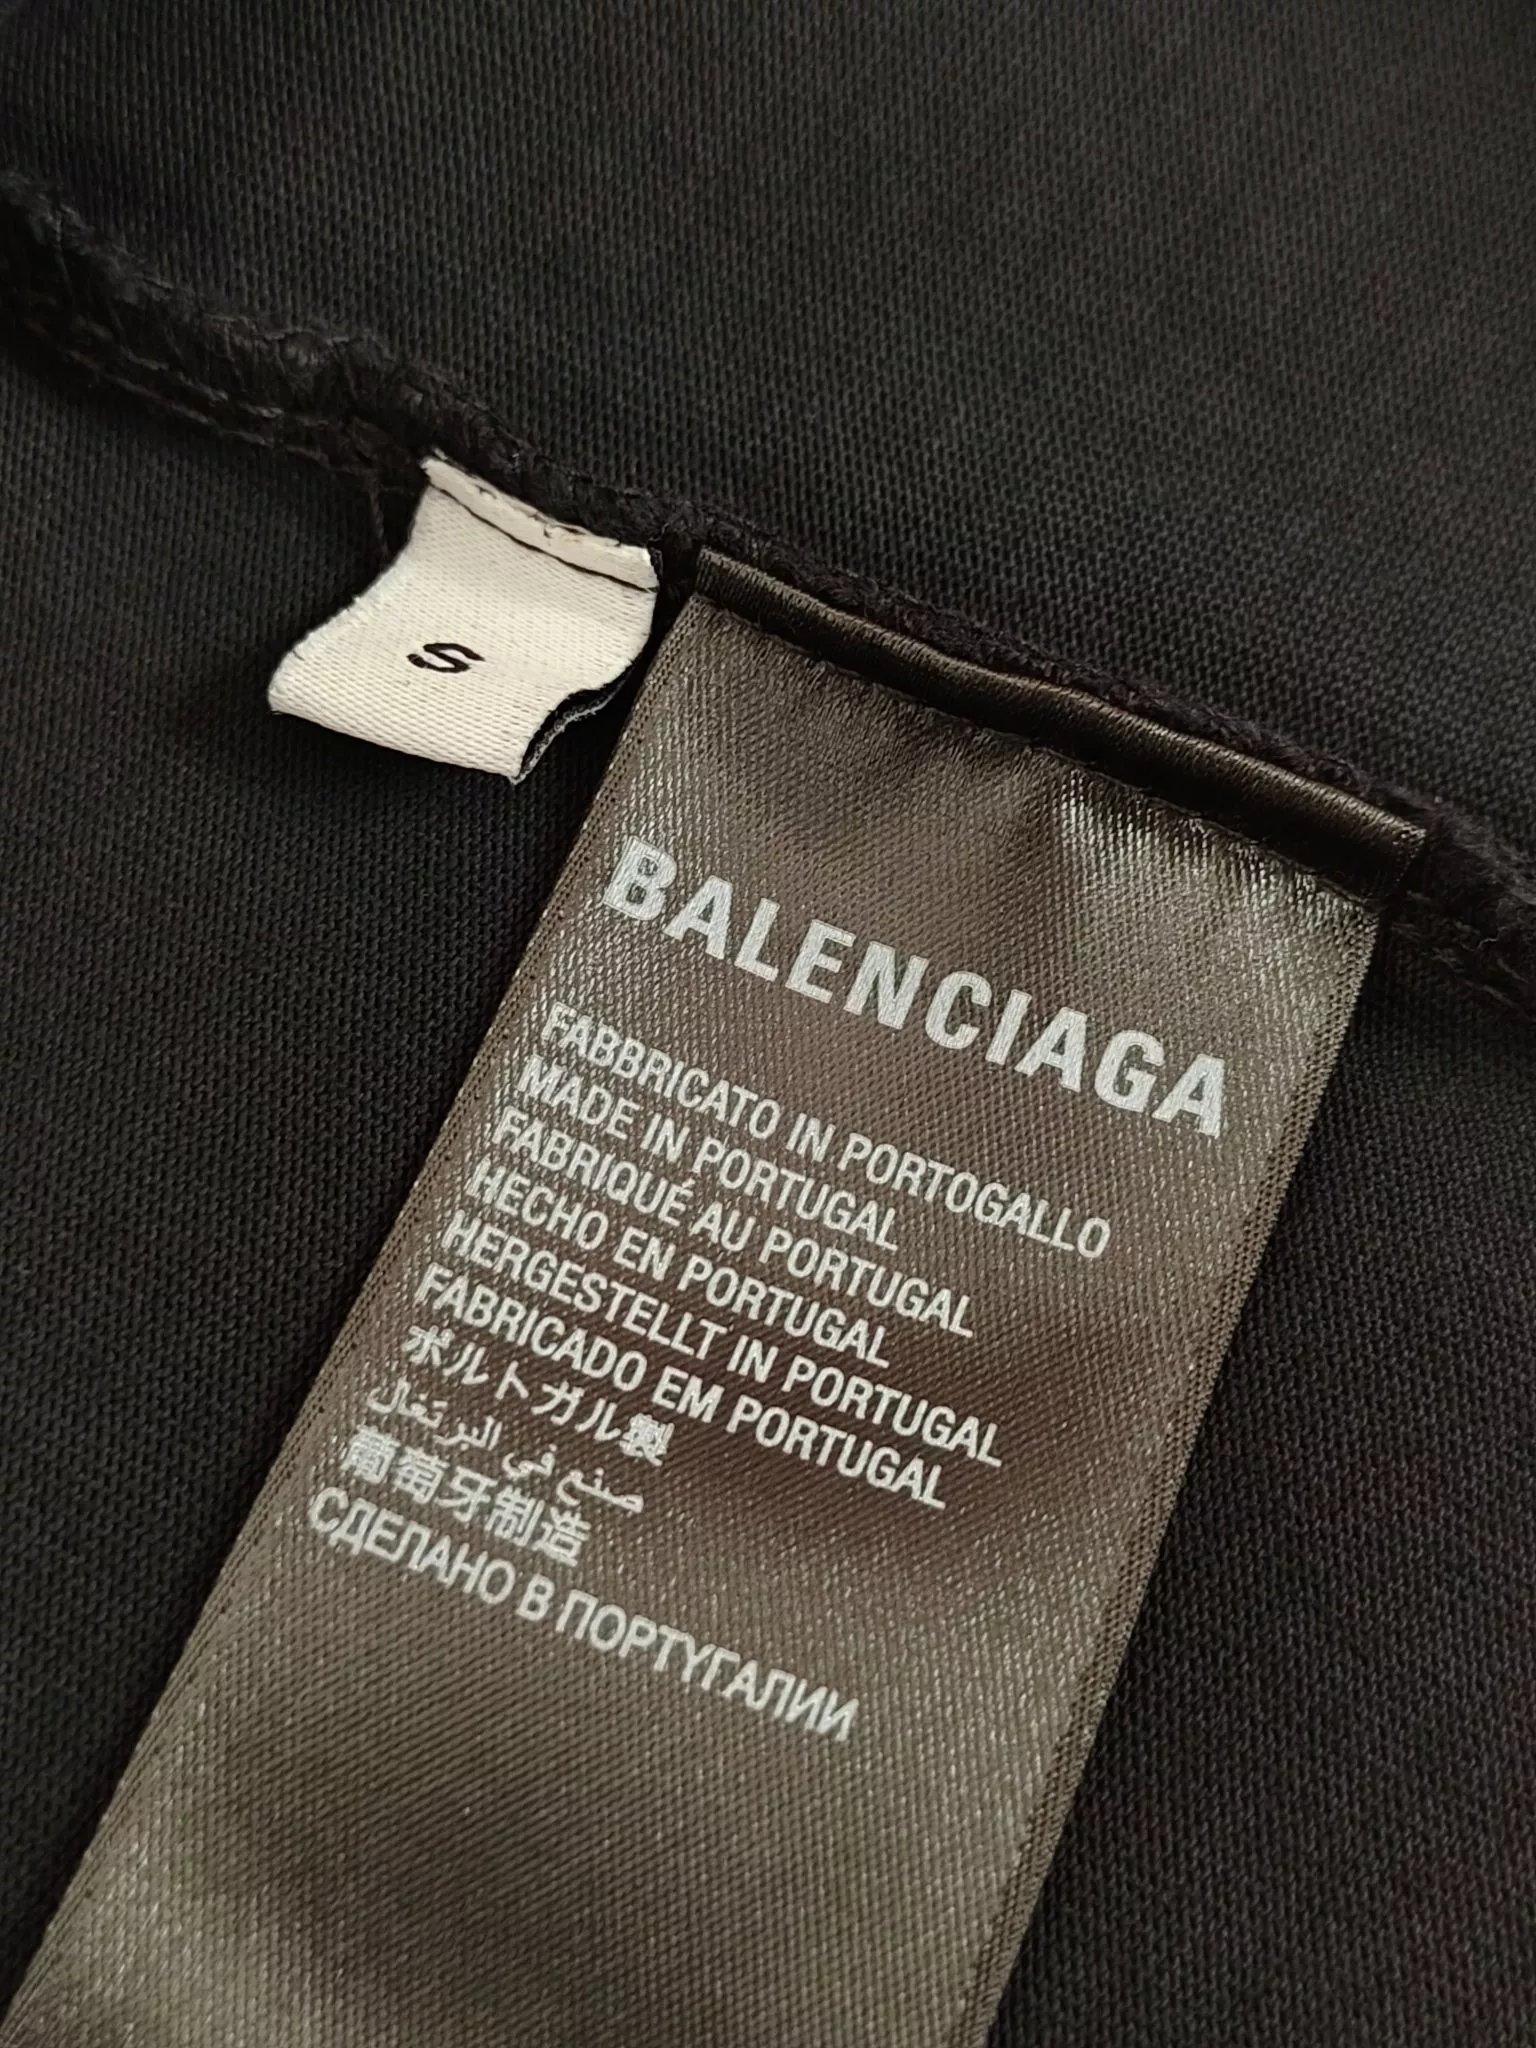 S
BALENCIAGA
FABBRICATO IN PORTOGALLO
MADE IN PORTUGAL
FABRIQUÉ AU PORTUGAL
HECHO EN PORTUGAL
HERGESTELLT IN PORTUGAL
FABRICADO EM PORTUGAL
ポルトガル製
صنع في البرتغال
葡萄牙制造
СДЕЛАНО В ПОРТУГАЛИИ